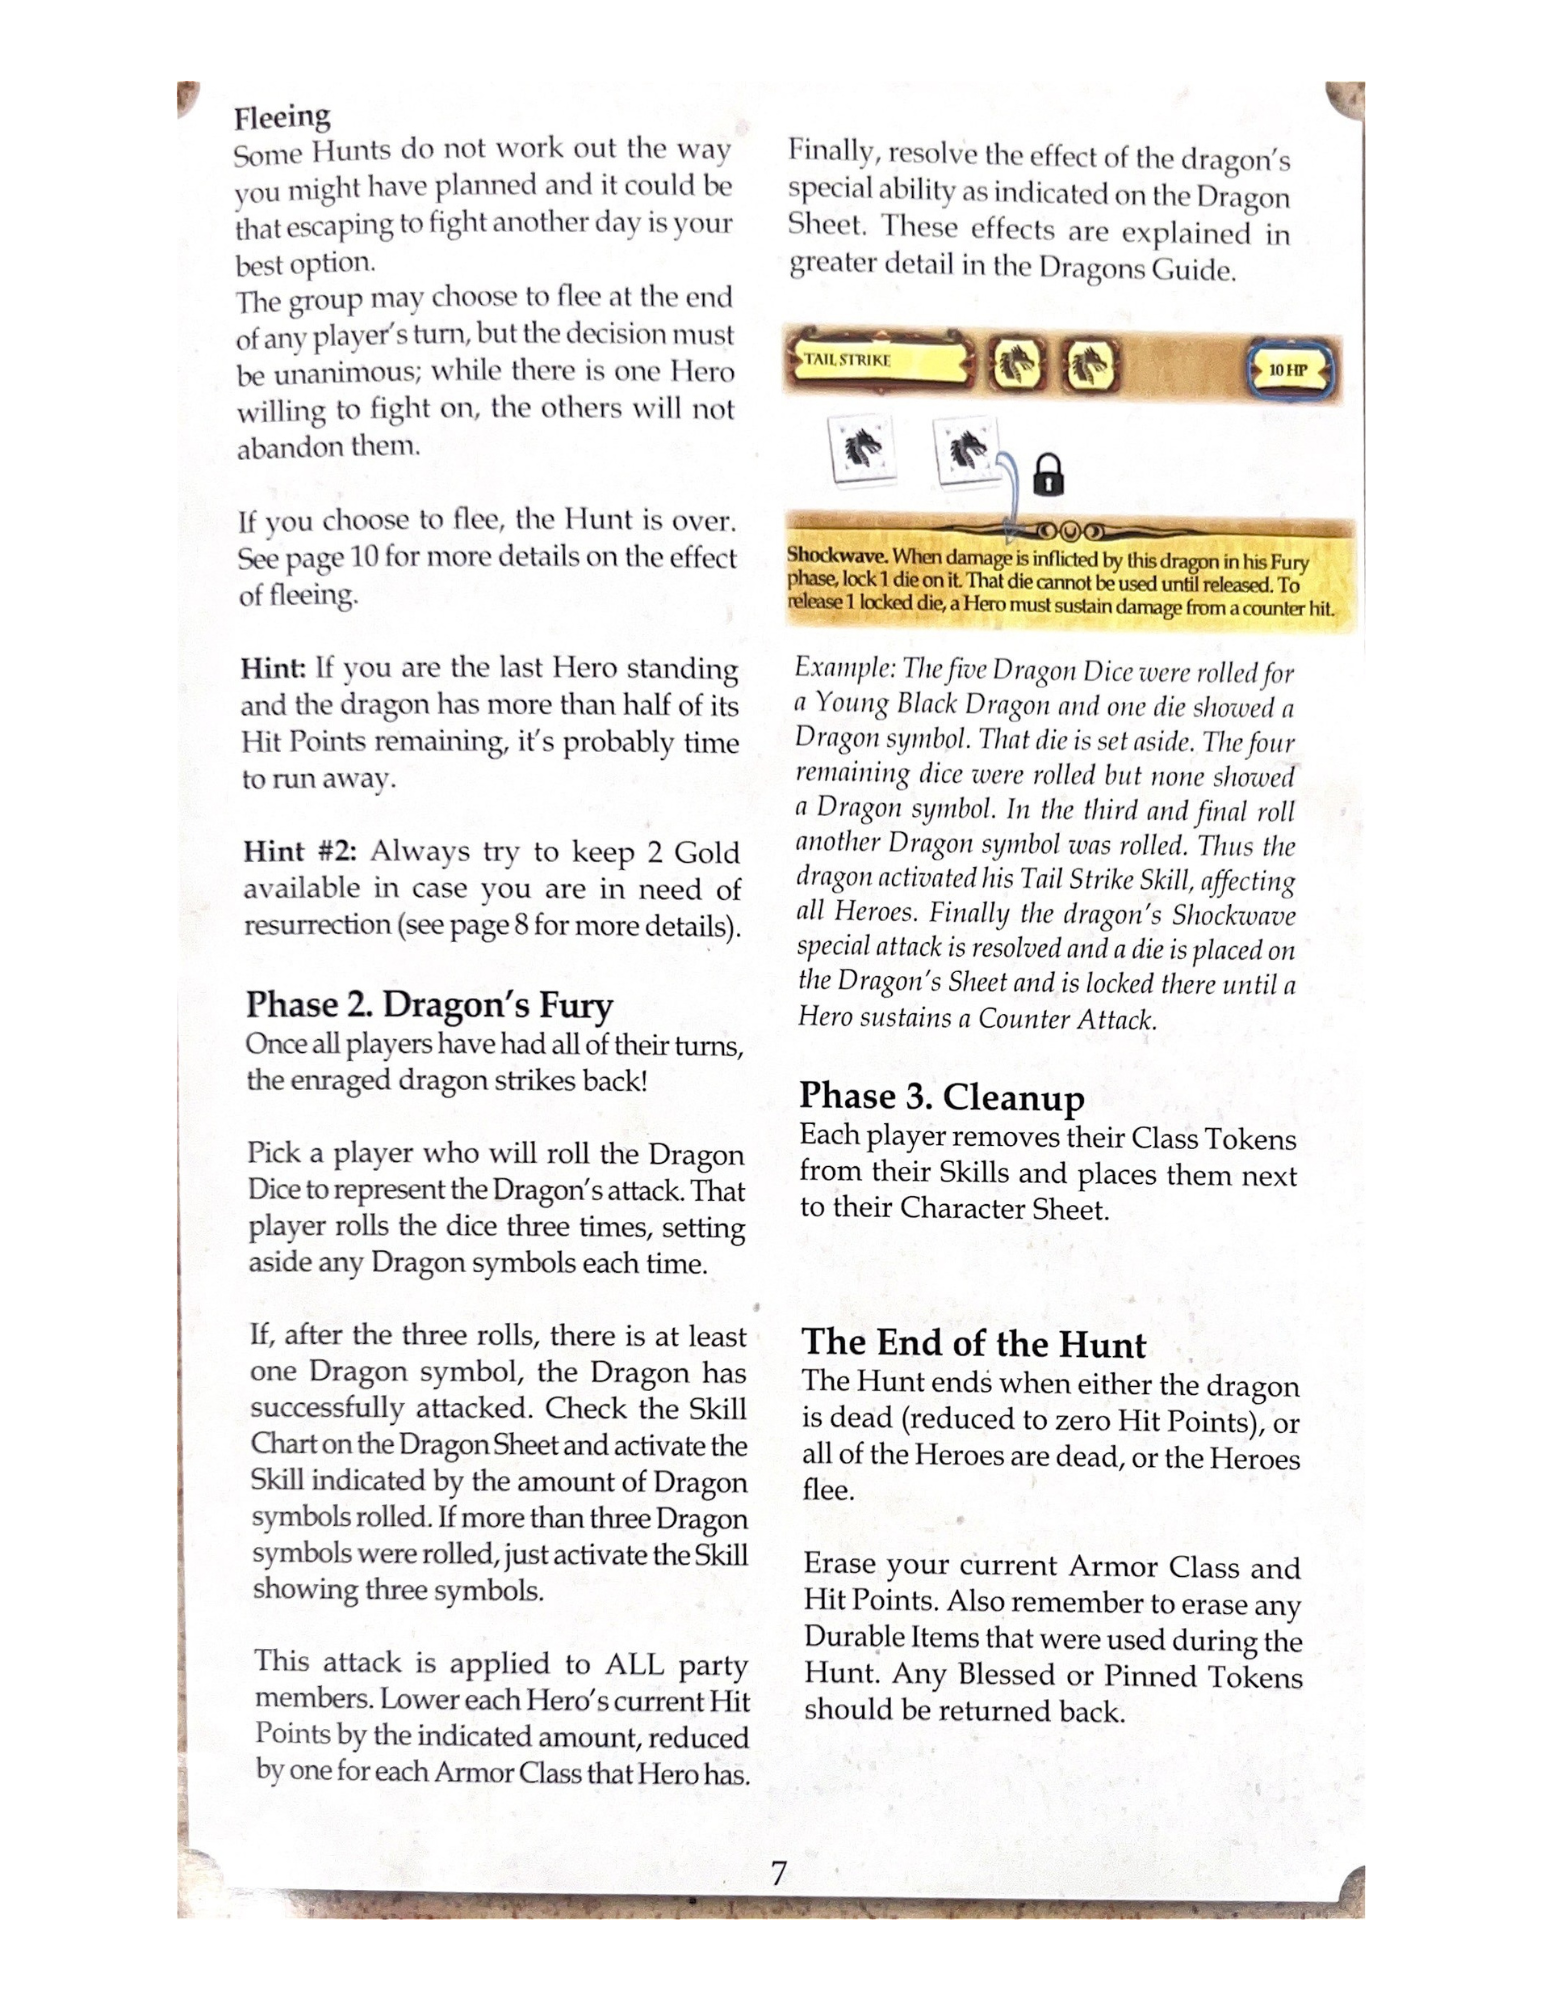 Fleeing
Some Hunts do not work out the way
you might have planned and it could be
that escaping to fight another day is your
best option.
The group may choose to flee at the end
of any player's turn, but the decision must
be unanimous; while there is one Hero
willing to fight on, the others will not
abandon them.
If you choose to flee, the Hunt is over.
See page 10 for more details on the effect
of fleeing.
Hint: If you are the last Hero standing
and the dragon has more than half of its
Hit Points remaining, it's probably time
to run away.
Hint #2: Always try to keep 2 Gold
available in case you are in need of
resurrection (see page 8 for more details).
Phase 2. Dragon's Fury
Once all players have had all of their turns,
the enraged dragon strikes back!
Pick a player who will roll the Dragon
Dice to represent the Dragon's attack. That
player rolls the dice three times, setting
aside any Dragon symbols each time.
If, after the three rolls, there is at least
one Dragon symbol, the Dragon has
successfully attacked. Check the Skill
Chart on the Dragon Sheet and activate the
Skill indicated by the amount of Dragon
symbols rolled. If more than three Dragon
symbols were rolled, just activate the Skill
showing three symbols.
This attack is applied to ALL party
members. Lower each Hero's current Hit
Points by the indicated amount, reduced
by one for each Armor Class that Hero has.
Finally, resolve the effect of the dragon's
special ability as indicated on the Dragon
Sheet. These effects are explained in
greater detail in the Dragons Guide.
TAIL STRIKE
10 HP
Shockwave. When damage is inflicted by this dragon in his Fury
phase, lock 1 die on it. That die cannot be used until released. To
release 1 locked die, a Hero must sustain damage from a counter hit.
Example: The five Dragon Dice were rolled for
a Young Black Dragon and one die showed a
Dragon symbol. That die is set aside. The four
remaining dice were rolled but none showed
a Dragon symbol. In the third and final roll
another Dragon symbol was rolled. Thus the
dragon activated his Tail Strike Skill, affecting
all Heroes. Finally the dragon's Shockwave
special attack is resolved and a die is placed on
the Dragon's Sheet and is locked there until a
Hero sustains a Counter Attack.
Phase 3. Cleanup
Each player removes their Class Tokens
from their Skills and places them next
to their Character Sheet.
The End of the Hunt
The Hunt ends when either the dragon
is dead (reduced to zero Hit Points), or
all of the Heroes are dead, or the Heroes
flee.
Erase your current Armor Class and
Hit Points. Also remember to erase any
Durable Items that were used during the
Hunt. Any Blessed or Pinned Tokens
should be returned back.
7